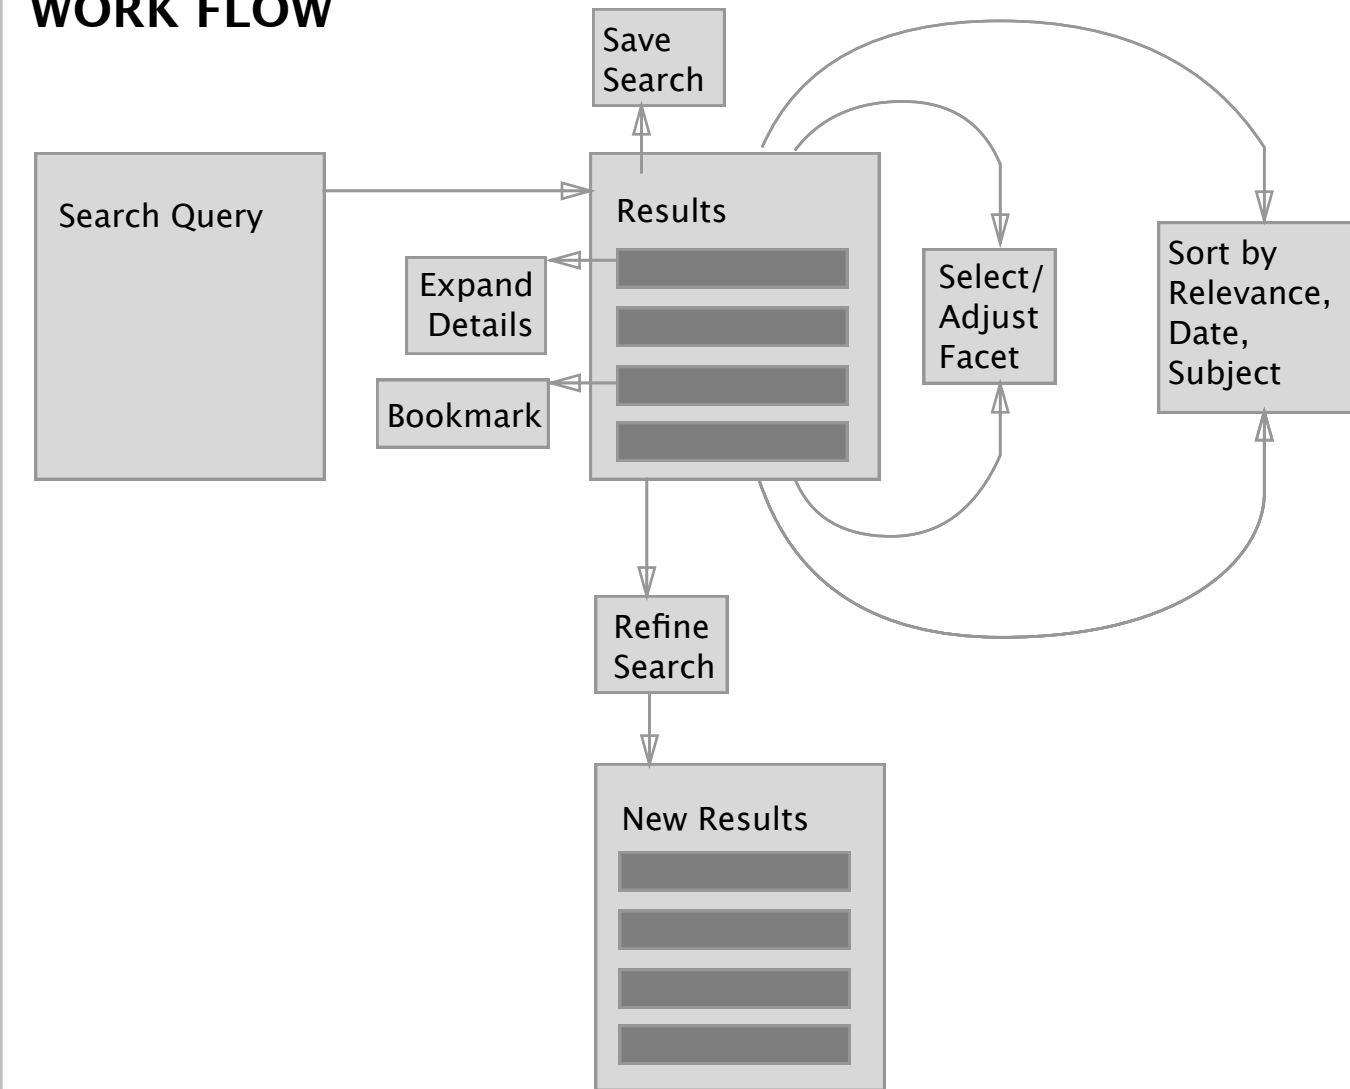 WORK FLOW
Save
Search
Search Query
Results
Expand
Details
Bookmark
Select/
Adjust
Facet
Sort by
Relevance,
Date,
Subject
Refine
Search
New Results